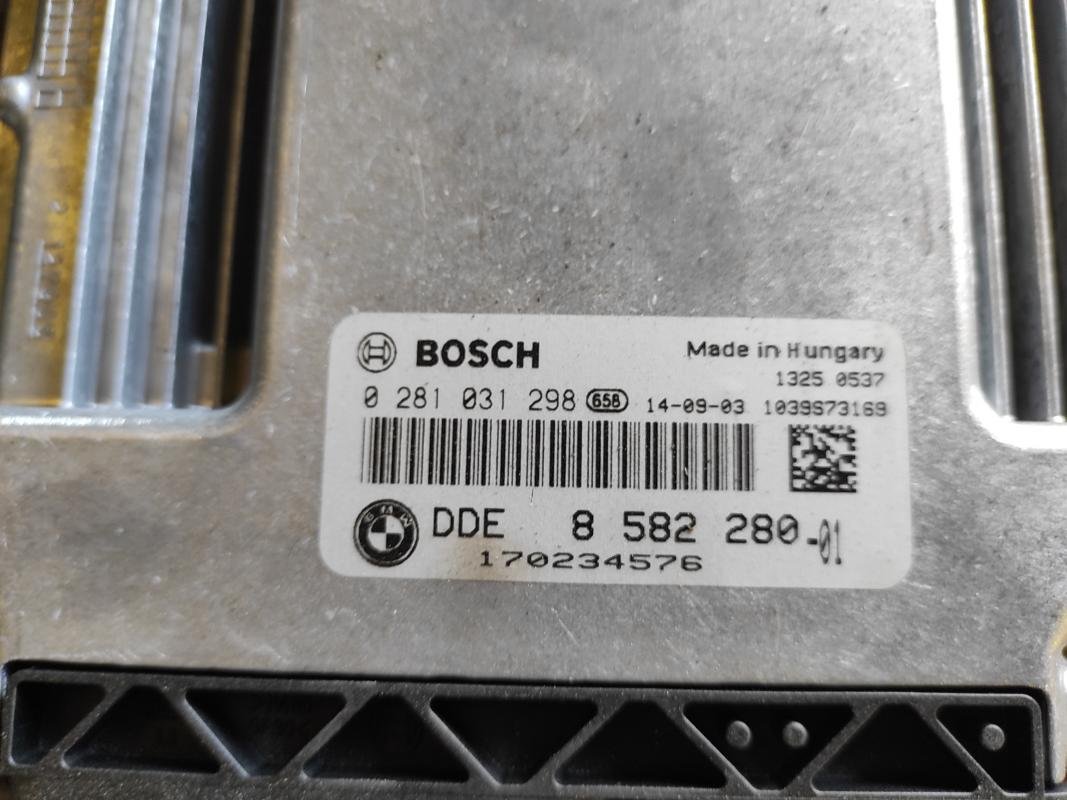 BOSCH
Made in Hungary
1325 0537
0 281 031 298 658 14-09-03 1039S73169
BMW
DDE 8 582 280-01
170234576